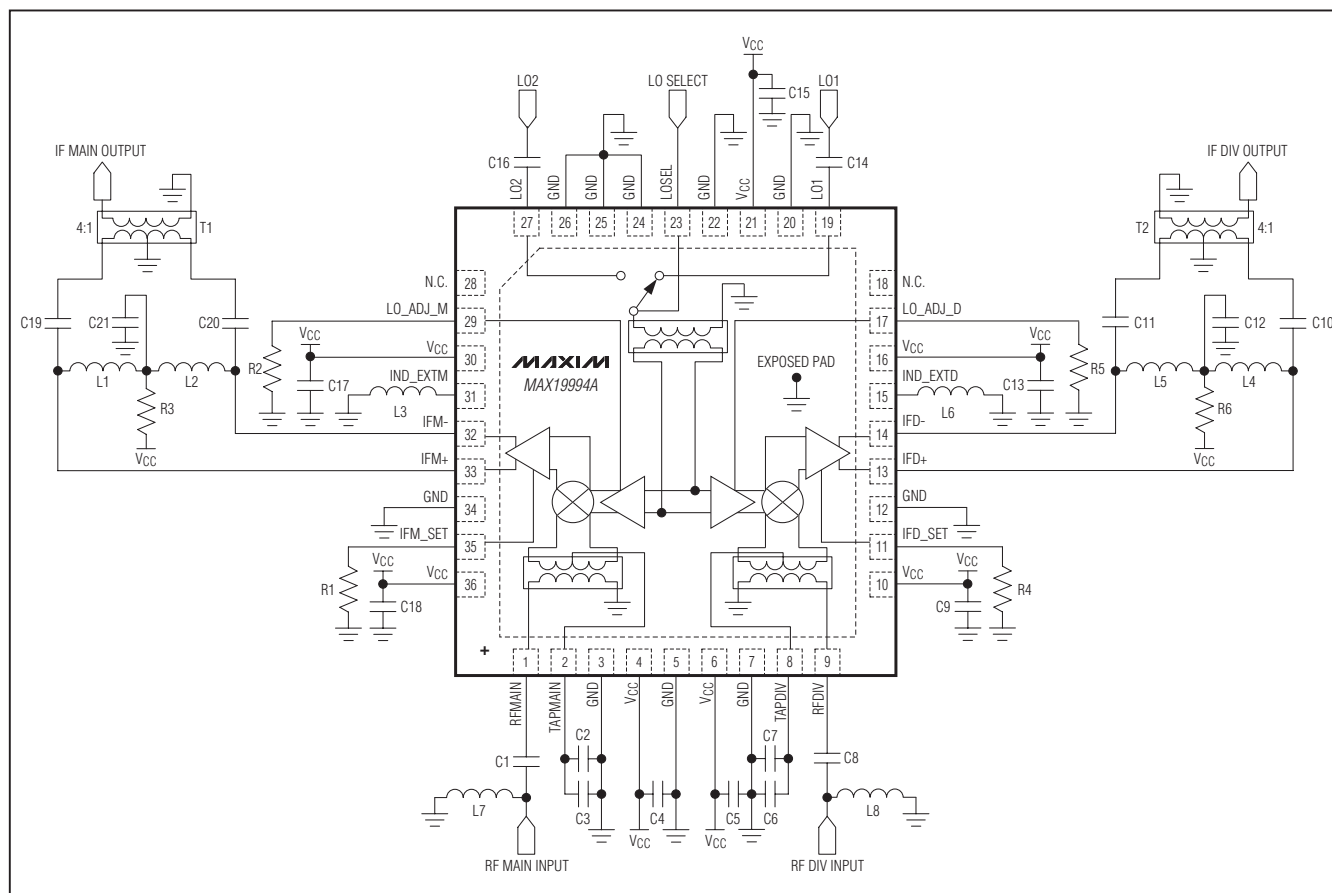 VCC
LO2
LO SELECT
C15
LO1
IF MAIN OUTPUT
IF DIV OUTPUT
C16
C14
LO2
GND
GND
GND
LOSEL
GND
VCC
GND
LO1
4:1
T1
T2
4:1
27
26
25
24
23
22
21
20
19
N.C.
28
18
N.C.
C19
C21
C20
LO_ADJ_M
29
17
LO_ADJ_D
C11
C12
C10
VCC
VCC
30
16
VCC
VCC
L1
L2
R2
C17
MAXIM
MAX19994A
EXPOSED PAD
C13
R5
L5
L4
R3
L3
IND_EXTM
31
15
IND_EXTD
L6
R6
VCC
IFM-
32
14
IFD-
VCC
IFM+
33
13
IFD+
GND
34
12
GND
IFM_SET
35
11
IFD_SET
R1
VCC
VCC
36
10
VCC
VCC
R4
C18
C9
+
1
2
3
4
5
6
7
8
9
RFMAIN
TAPMAIN
GND
VCC
GND
VCC
GND
TAPDIV
RFDIV
C1
C2
C7
C8
L7
C3
C4
C5
C6
L8
VCC
VCC
RF MAIN INPUT
RF DIV INPUT